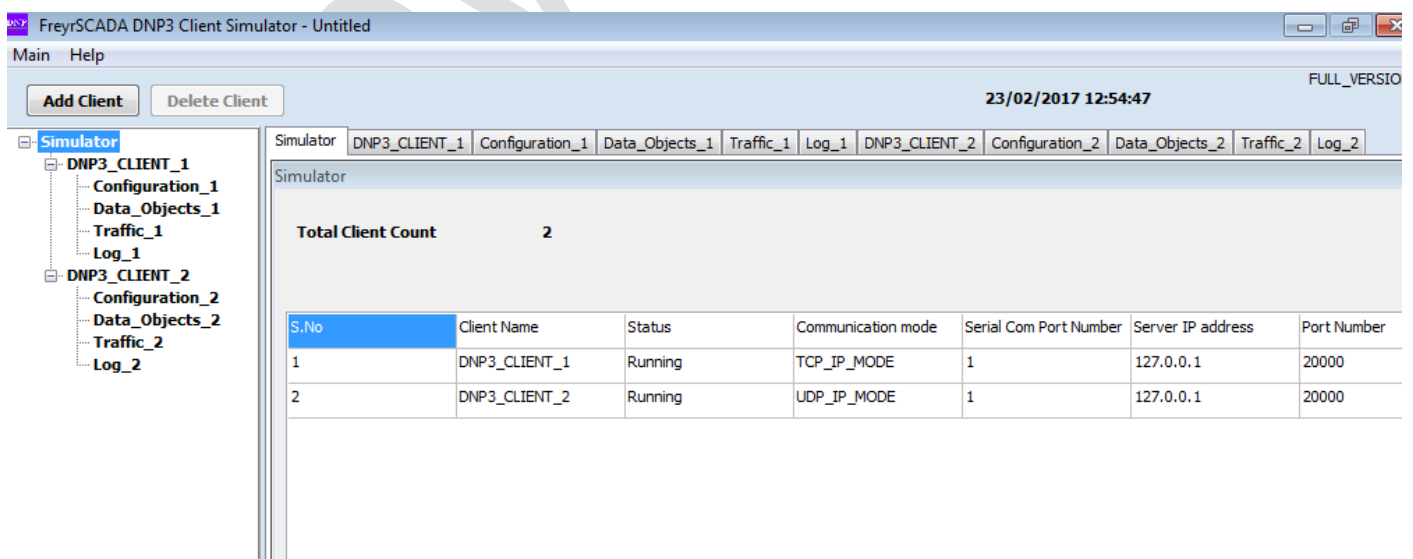 DNP FreyrSCADA DNP3 Client Simulator - Untitled
Main Help
FULL_VERSIO
Add Client Delete Client 23/02/2017 12:54:47
Simulator
DNP3_CLIENT_1
Configuration_1
Data_Objects_1
Traffic_1
Log_1
DNP3_CLIENT_2
Configuration_2
Data_Objects_2
Traffic_2
Log_2
Simulator DNP3_CLIENT_1 Configuration_1 Data_Objects_1 Traffic_1 Log_1 DNP3_CLIENT_2 Configuration_2 Data_Objects_2 Traffic_2 Log_2
Simulator
Total Client Count 2
S.No Client Name Status Communication mode Serial Com Port Number Server IP address Port Number
1 DNP3_CLIENT_1 Running TCP_IP_MODE 1 127.0.0.1 20000
2 DNP3_CLIENT_2 Running UDP_IP_MODE 1 127.0.0.1 20000